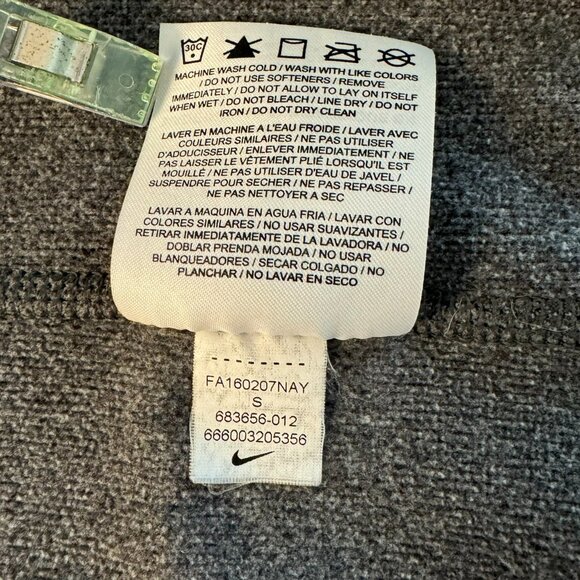 30C
MACHINE WASH COLD / WASH WITH LIKE COLORS
/ DO NOT USE SOFTENERS / REMOVE
IMMEDIATELY / DO NOT ALLOW TO LAY ON ITSELF
WHEN WET / DO NOT BLEACH / LINE DRY / DO NOT
IRON / DO NOT DRY CLEAN
LAVER EN MACHINE A L'EAU FROIDE / LAVER AVEC
COULEURS SIMILAIRES / NE PAS UTILISER
D'ADOUCISSEUR / ENLEVER IMMEDIATEMENT / NE
PAS LAISSER LE VÊTEMENT PLIÉ LORSQU'IL EST
MOUILLÉ / NE PAS UTILISER D'EAU DE JAVEL /
SUSPENDRE POUR SECHER / NE PAS REPASSER /
NE PAS NETTOYER A SEC
LAVAR A MAQUINA EN AGUA FRIA / LAVAR CON
COLORES SIMILARES / NO USAR SUAVIZANTES /
RETIRAR INMEDIATAMENTE DE LA LAVADORA / NO
DOBLAR PRENDA MOJADA / NO USAR
BLANQUEADORES / SECAR COLGADO / NO
PLANCHAR / NO LAVAR EN SECO
FA160207NAY
S
683656-012
666003205356